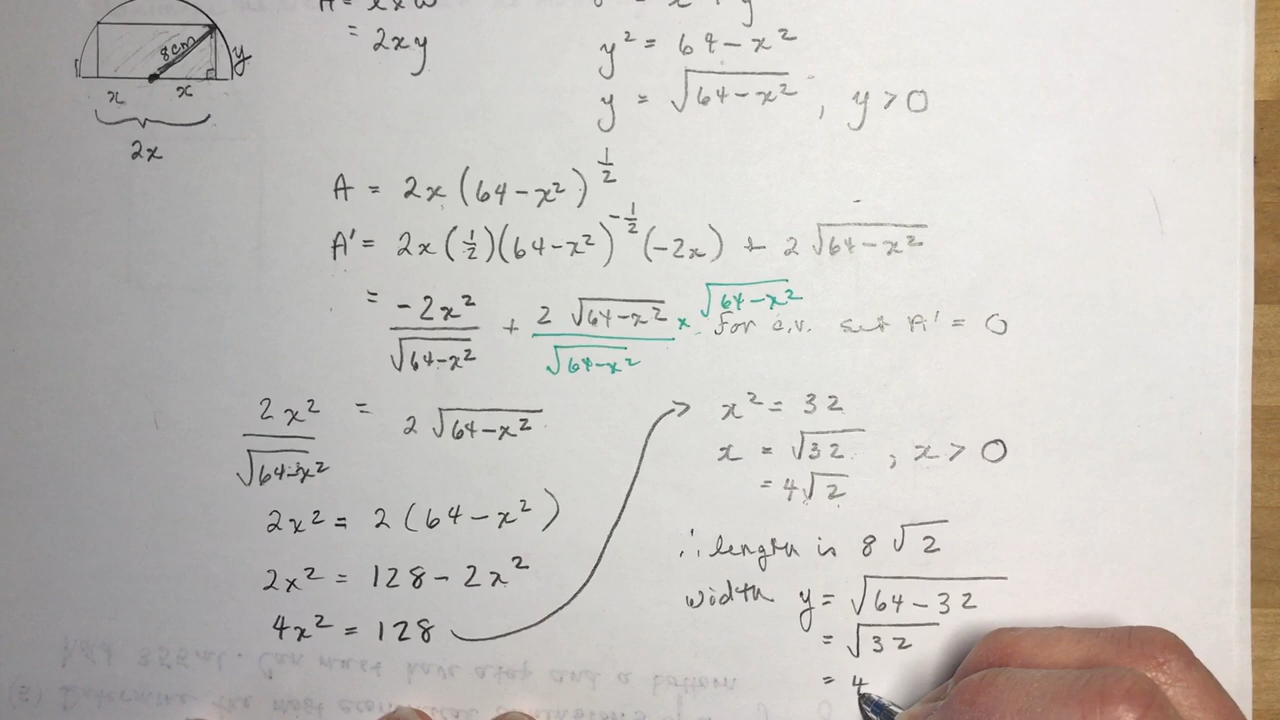 8cm
y
x x
2x
= 2xy
y² = 64 - x²
y = √(64 - x²) , y > 0
A = 2x(64 - x²)^(1/2)
A' = 2x(1/2)(64 - x²)^(-1/2)(-2x) + 2√(64 - x²)
= -2x²/√(64-x²) + 2√(64-x²)/√(64-x²) × √(64-x²) for c.v. set A' = 0
2x²/√(64-x²) = 2√(64-x²)
2x² = 2(64 - x²)
2x² = 128 - 2x²
4x² = 128
x² = 32
x = √32 , x > 0
= 4√2
∴ length is 8√2
width y = √(64 - 32)
= √32
= 4